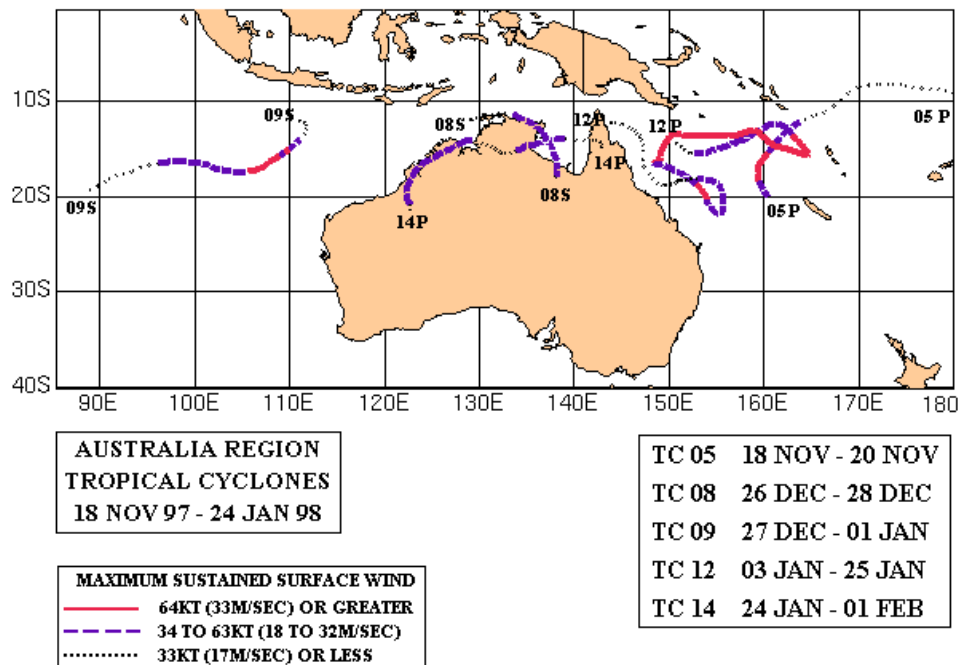 10S
20S
30S
40S
09S
08S
12P
12P
05 P
14P
09S
14P
08S
05P
90E 100E 110E 120E 130E 140E 150E 160E 170E 180
AUSTRALIA REGION
TROPICAL CYCLONES
18 NOV 97 - 24 JAN 98
TC 05 18 NOV - 20 NOV
TC 08 26 DEC - 28 DEC
TC 09 27 DEC - 01 JAN
TC 12 03 JAN - 25 JAN
TC 14 24 JAN - 01 FEB
MAXIMUM SUSTAINED SURFACE WIND
64KT (33M/SEC) OR GREATER
34 TO 63KT (18 TO 32M/SEC)
33KT (17M/SEC) OR LESS